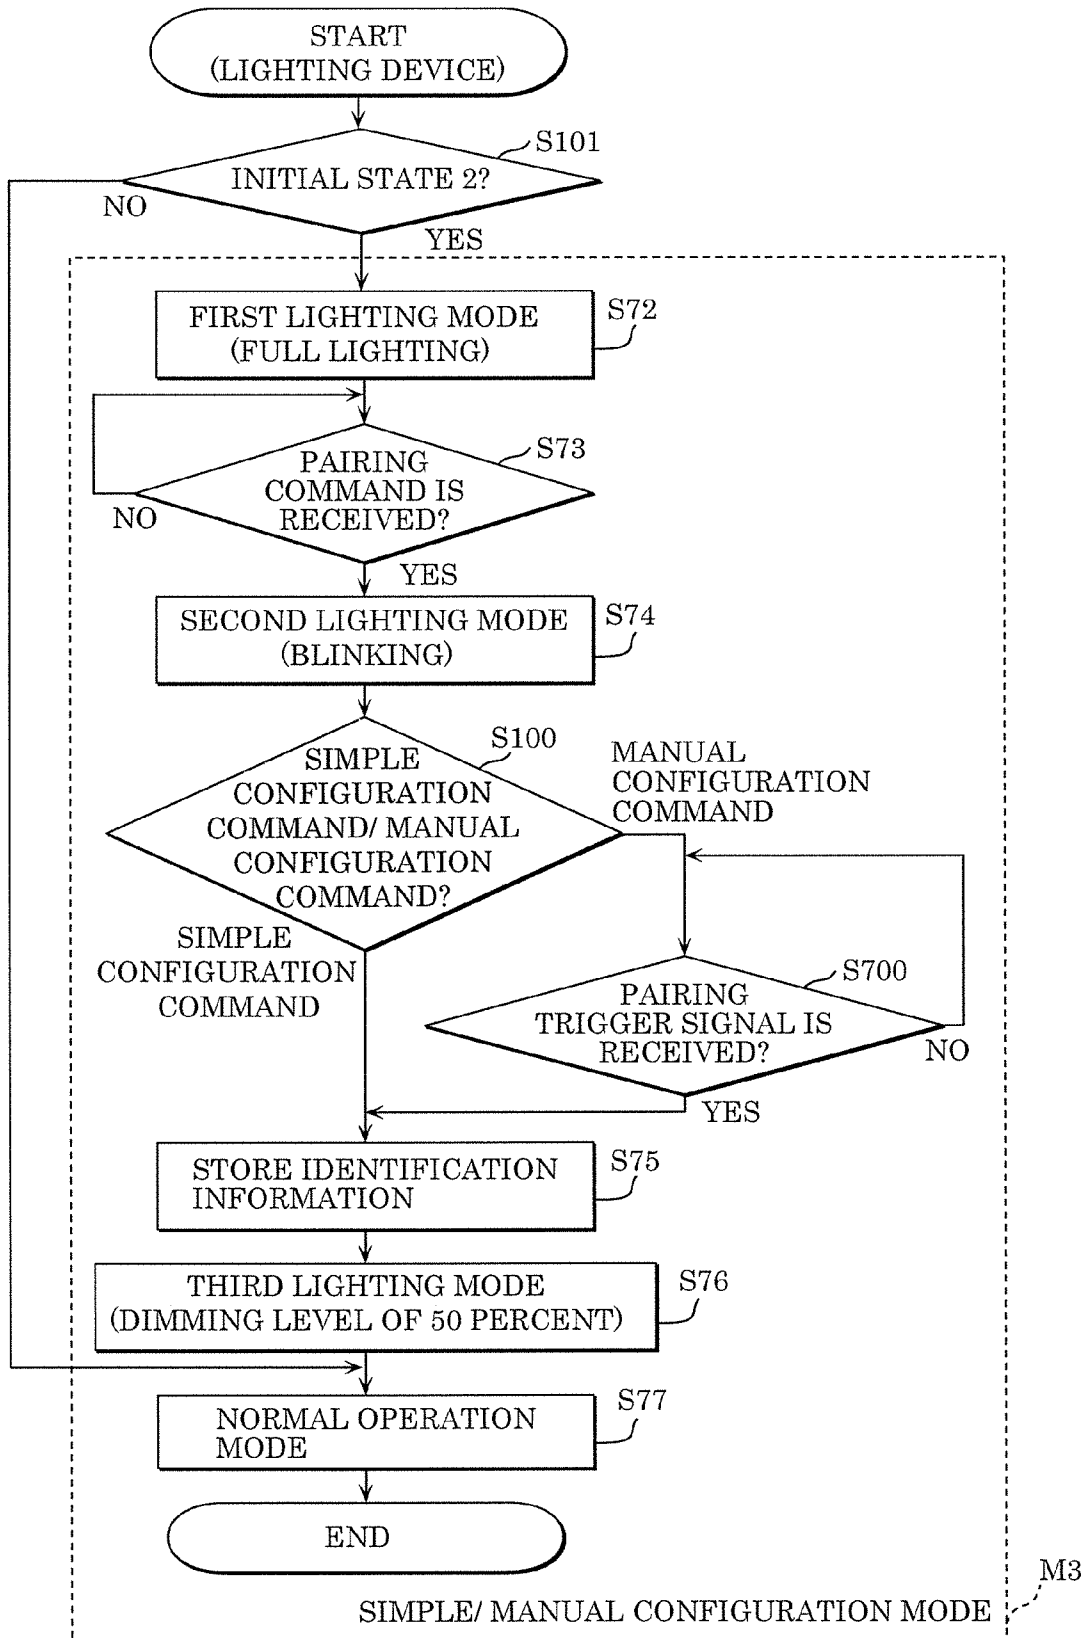 START
(LIGHTING DEVICE)
S101
INITIAL STATE 2?
NO
YES
FIRST LIGHTING MODE
(FULL LIGHTING)
S72
S73
PAIRING
COMMAND IS
RECEIVED?
NO
YES
SECOND LIGHTING MODE
(BLINKING)
S74
S100
SIMPLE
CONFIGURATION
COMMAND/ MANUAL
CONFIGURATION
COMMAND?
MANUAL
CONFIGURATION
COMMAND
SIMPLE
CONFIGURATION
COMMAND
S700
PAIRING
TRIGGER SIGNAL IS
RECEIVED?
NO
YES
STORE IDENTIFICATION
INFORMATION
S75
THIRD LIGHTING MODE
(DIMMING LEVEL OF 50 PERCENT)
S76
NORMAL OPERATION
MODE
S77
END
M3
SIMPLE/ MANUAL CONFIGURATION MODE